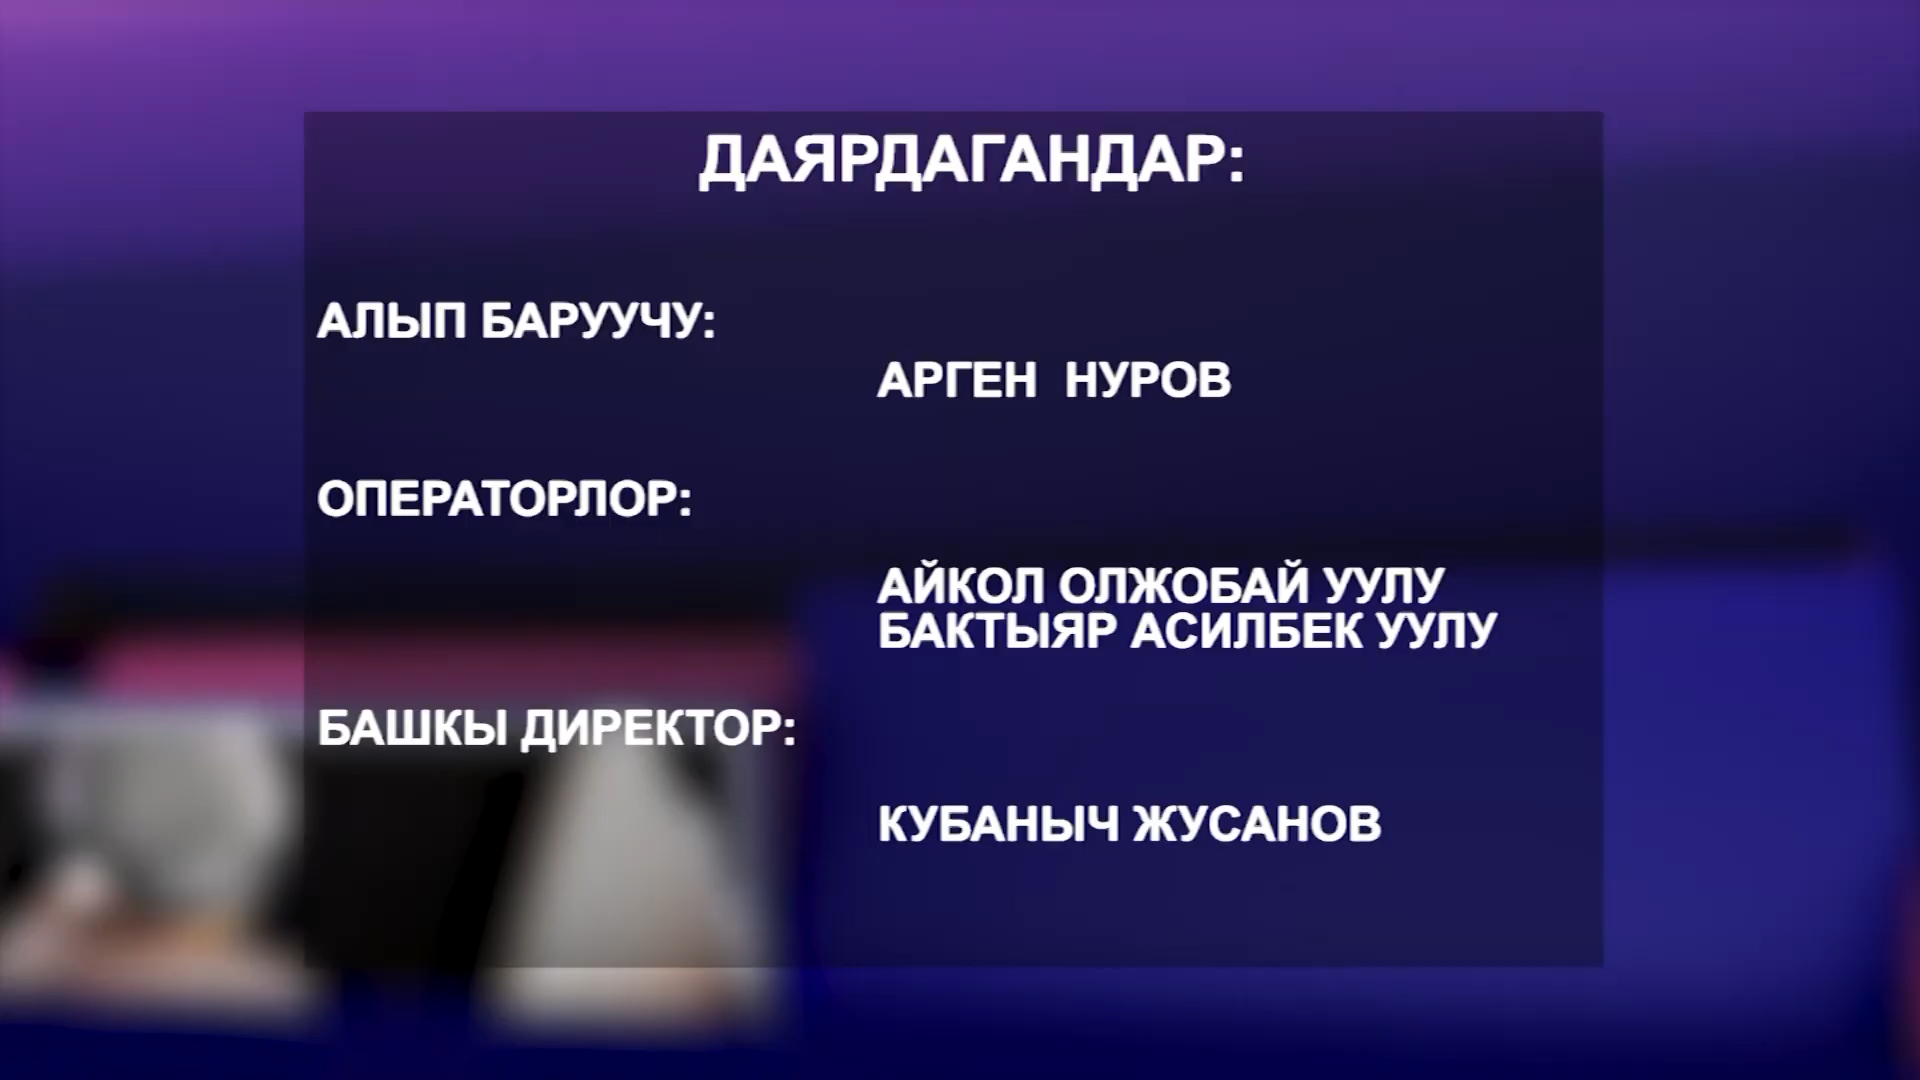 ДАЯРДАГАНДАР:
АЛЫП БАРУУЧУ:
АРГЕН НУРОВ
ОПЕРАТОРЛОР:
АЙКОЛ ОЛЖОБАЙ УУЛУ
БАКТЫЯР АСИЛБЕК УУЛУ
БАШКЫ ДИРЕКТОР:
КУБАНЫЧ ЖУСАНОВ